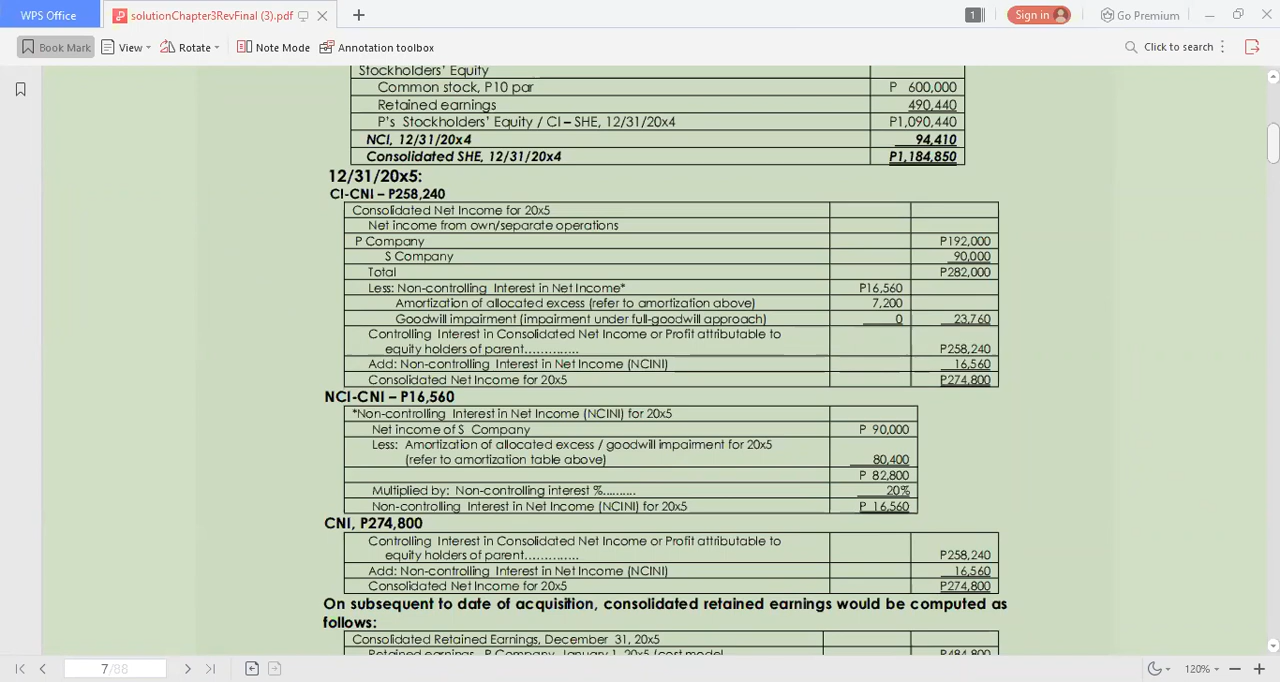 WPS Office
solutionChapter3RevFinal (3).pdf
1
Sign in
Go Premium
Book Mark
View
Rotate
Note Mode
Annotation toolbox
Click to search
Stockholders' Equity
Common stock, P10 par P 600,000
Retained earnings 490,440
P's Stockholders' Equity / CI – SHE, 12/31/20x4 P1,090,440
NCI, 12/31/20x4 94,410
Consolidated SHE, 12/31/20x4 P1,184,850
12/31/20x5:
CI-CNI – P258,240
Consolidated Net Income for 20x5
Net income from own/separate operations
P Company P192,000
S Company 90,000
Total P282,000
Less: Non-controlling Interest in Net Income* P16,560
Amortization of allocated excess (refer to amortization above) 7,200
Goodwill impairment (impairment under full-goodwill approach) 0 23,760
Controlling Interest in Consolidated Net Income or Profit attributable to
equity holders of parent………….. P258,240
Add: Non-controlling Interest in Net Income (NCINI) 16,560
Consolidated Net Income for 20x5 P274,800
NCI-CNI – P16,560
*Non-controlling Interest in Net Income (NCINI) for 20x5
Net income of S Company P 90,000
Less: Amortization of allocated excess / goodwill impairment for 20x5
(refer to amortization table above) 80,400
P 82,800
Multiplied by: Non-controlling interest %.......... 20%
Non-controlling Interest in Net Income (NCINI) for 20x5 P 16,560
CNI, P274,800
Controlling Interest in Consolidated Net Income or Profit attributable to
equity holders of parent………….. P258,240
Add: Non-controlling Interest in Net Income (NCINI) 16,560
Consolidated Net Income for 20x5 P274,800
On subsequent to date of acquisition, consolidated retained earnings would be computed as
follows:
Consolidated Retained Earnings, December 31, 20x5
Retained earnings - P Company, January 1, 20x5 (cost model P484,800
7/88
120%